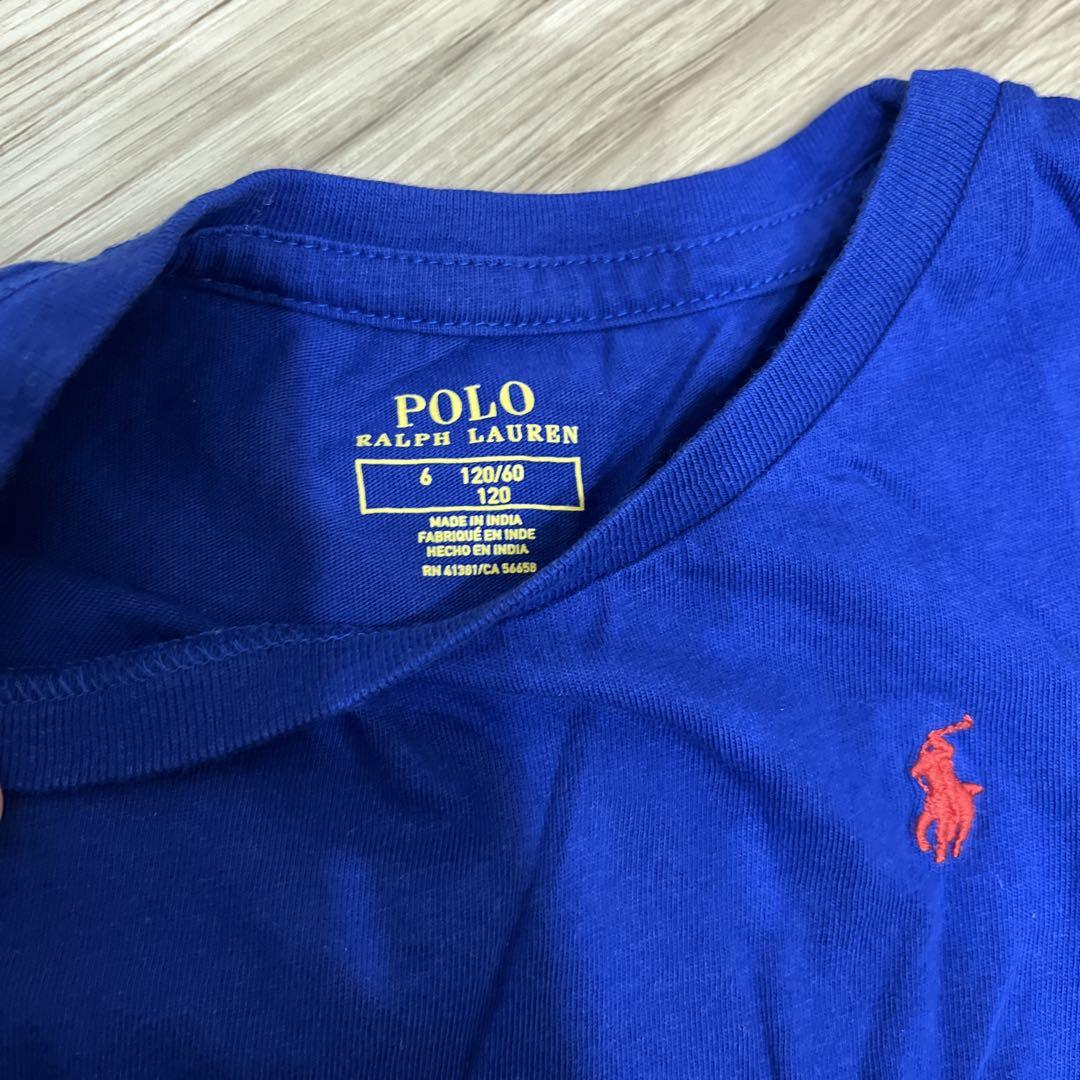 POLO
RALPH LAUREN
6 120/60
120
MADE IN INDIA
FABRIQUÉ EN INDE
HECHO EN INDIA
RN 41381/CA 56658